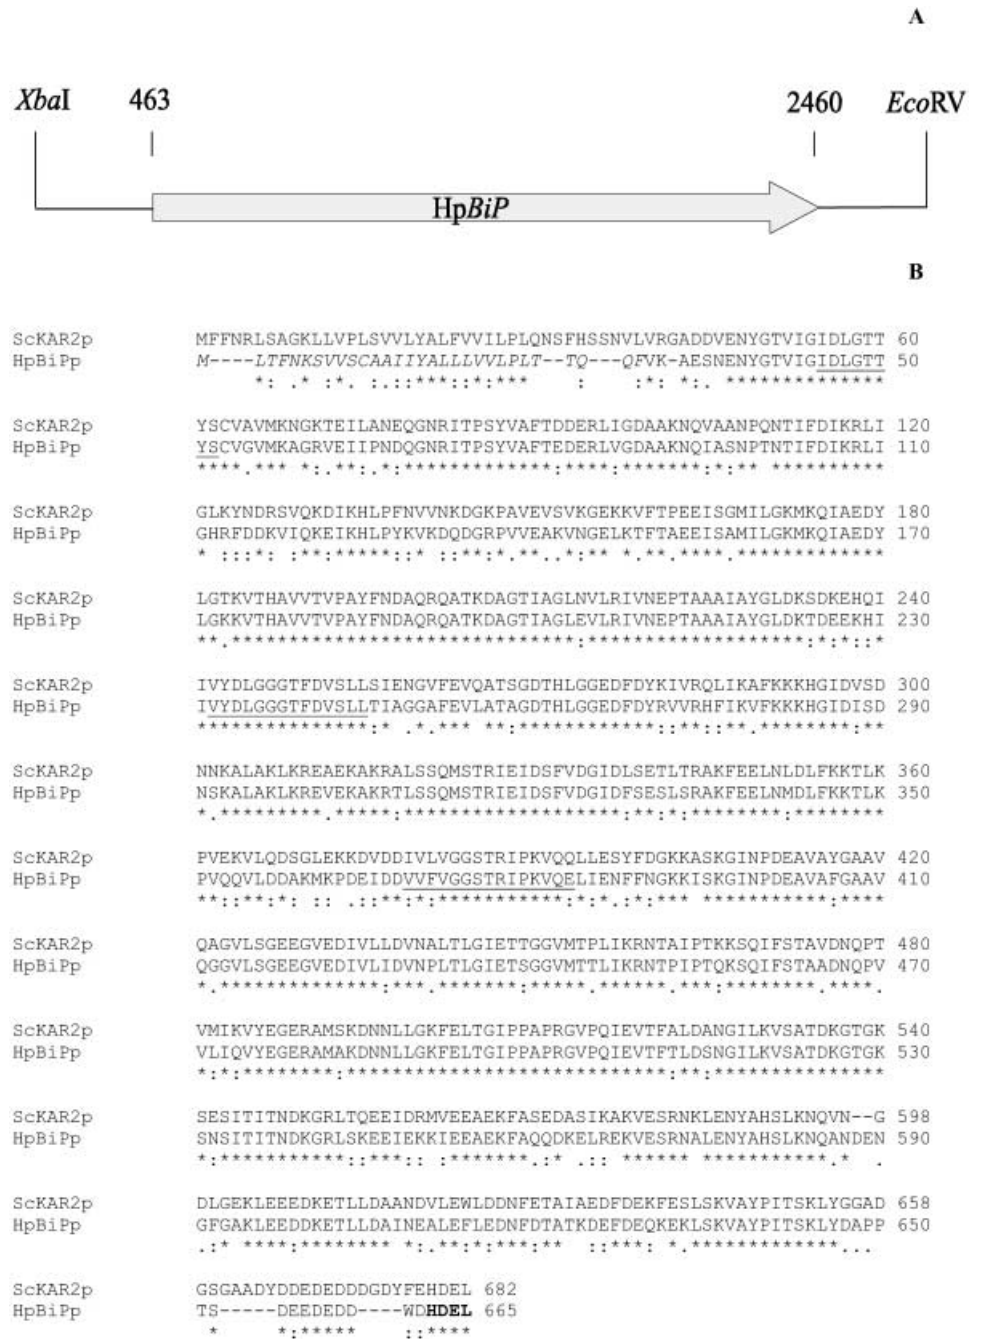 A
XbaI 463 2460 EcoRV
HpBiP
B
ScKAR2p MFFNRLSAGKLLVPLSVVLYALFVVILPLQNSFHSSNVLVRGADDVENYGTVIGIDLGTT 60
HpBiPp M----LTFNKSVVSCAAIIYALLLVVLPLT--TQ---QFVK-AESNENYGTVIGIDLGTT 50
*: .* :*. :.::***::*** : :*: *:. **************
ScKAR2p YSCVAVMKNGKTEILANEQGNRITPSYVAFTDDERLIGDAAKNQVAANPQNTIFDIKRLI 120
HpBiPp YSCVGVMKAGRVEIIPNDQGNRITPSYVAFTEDERLVGDAAKNQIASNPTNTIFDIKRLI 110
****.*** *:.**:.*:*************:****:*******:*:** **********
ScKAR2p GLKYNDRSVQKDIKHLPFNVVNKDGKPAVEVSVKGEKKVFTPEEISGMILGKMKQIAEDY 180
HpBiPp GHRFDDKVIQKEIKHLPYKVKDQDGRPVVEAKVNGELKTFTAEEISAMILGKMKQIAEDY 170
* :::*: :**:*****::* ::**:*.**..*:** *.**.****.*************
ScKAR2p LGTKVTHAVVTVPAYFNDAQRQATKDAGTIAGLNVLRIVNEPTAAAIAYGLDKSDKEHQI 240
HpBiPp LGKKVTHAVVTVPAYFNDAQRQATKDAGTIAGLEVLRIVNEPTAAAIAYGLDKTDEEKHI 230
**.******************************:*******************:*:*::*
ScKAR2p IVYDLGGGTFDVSLLSIENGVFEVQATSGDTHLGGEDFDYKIVRQLIKAFKKKHGIDVSD 300
HpBiPp IVYDLGGGTFDVSLLTIAGGAFEVLATAGDTHLGGEDFDYRVVRHFIKVFKKKHGIDISD 290
***************:* .*.*** **:************::**::**.********:**
ScKAR2p NNKALAKLKREAEKAKRALSSQMSTRIEIDSFVDGIDLSETLTRAKFEELNLDLFKKTLK 360
HpBiPp NSKALAKLKREVEKAKRTLSSQMSTRIEIDSFVDGIDFSESLSRAKFEELNMDLFKKTLK 350
*.*********.*****:*******************:**:*:********:********
ScKAR2p PVEKVLQDSGLEKKDVDDIVLVGGSTRIPKVQQLLESYFDGKKASKGINPDEAVAYGAAV 420
HpBiPp PVQQVLDDAKMKPDEIDDVVFVGGSTRIPKVQELIENFFNGKKISKGINPDEAVAFGAAV 410
**::**:*: :: .::**:*:***********:*:*.:*:*** ***********:****
ScKAR2p QAGVLSGEEGVEDIVLLDVNALTLGIETTGGVMTPLIKRNTAIPTKKSQIFSTAVDNQPT 480
HpBiPp QGGVLSGEEGVEDIVLIDVNPLTLGIETSGGVMTTLIKRNTPIPTQKSQIFSTAADNQPV 470
*.**************:***.*******:*****.******.***:********.****.
ScKAR2p VMIKVYEGERAMSKDNNLLGKFELTGIPPAPRGVPQIEVTFALDANGILKVSATDKGTGK 540
HpBiPp VLIQVYEGERAMAKDNNLLGKFELTGIPPAPRGVPQIEVTFTLDSNGILKVSATDKGTGK 530
*:*:********:****************************:**:***************
ScKAR2p SESITITNDKGRLTQEEIDRMVEEAEKFASEDASIKAKVESRNKLENYAHSLKNQVN--G 598
HpBiPp SNSITITNDKGRLSKEEIEKKIEEAEKFAQQDKELREKVESRNALENYAHSLKNQANDEN 590
*:***********::***:: :*******.:* .:: ****** ***********.* .
ScKAR2p DLGEKLEEEDKETLLDAANDVLEWLDDNFETAIAEDFDEKFESLSKVAYPITSKLYGGAD 658
HpBiPp GFGAKLEEDDKETLLDAINEALEFLEDNFDTATKDEFDEQKEKLSKVAYPITSKLYDAPP 650
.:* ****:******** *:.**:*:***:** ::***: *.*************...
ScKAR2p GSGAADYDDEDEDDDGDYFEHDEL 682
HpBiPp TS-----DEEDEDD----WDHDEL 665
* *:***** ::****